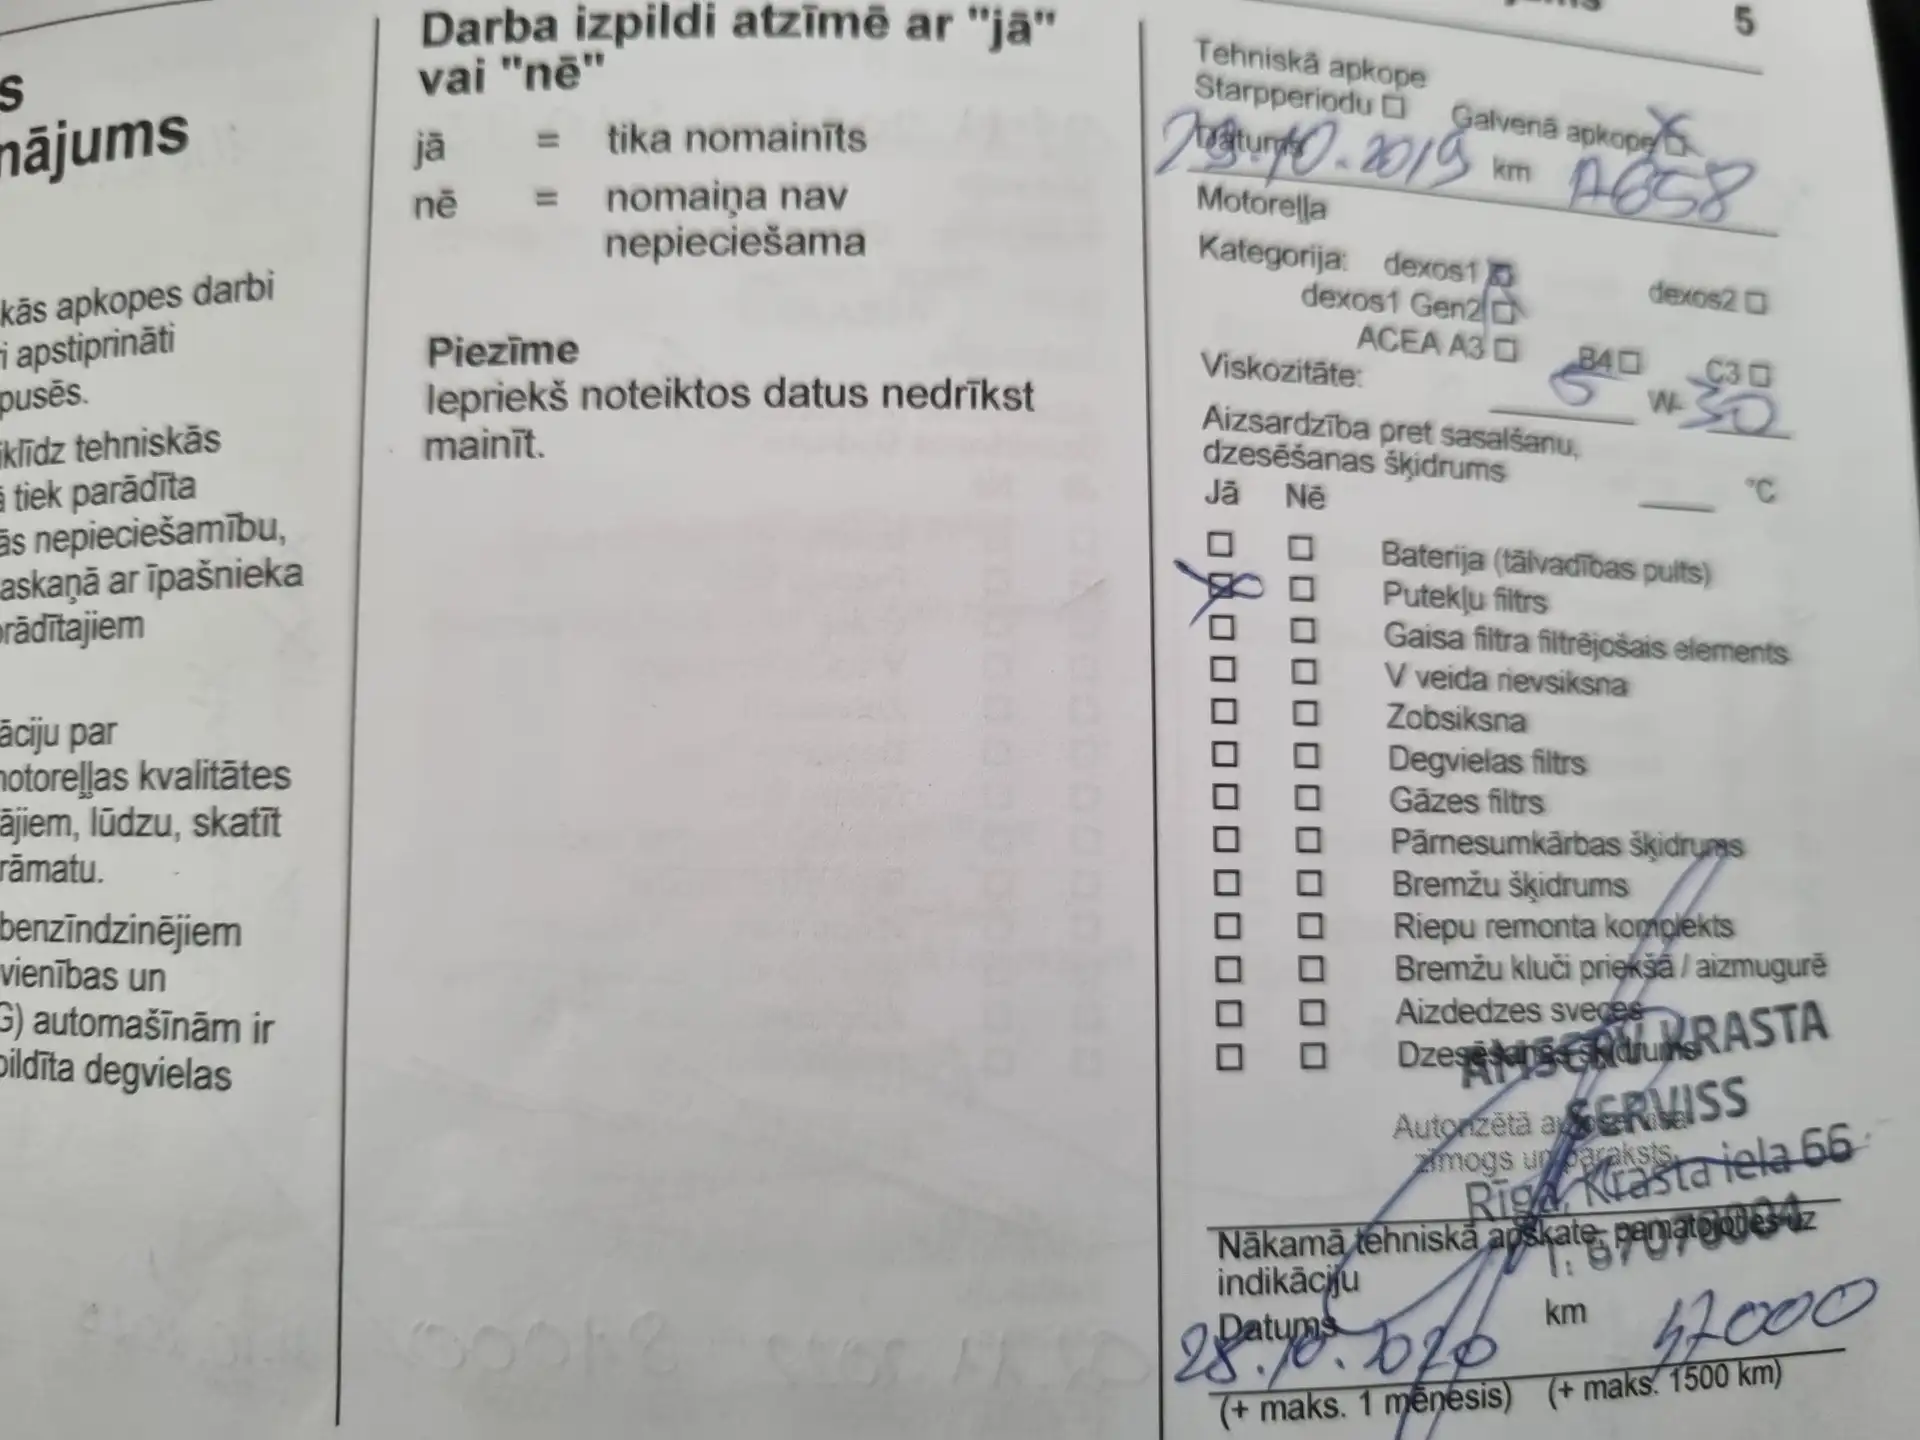 s
nājums
kās apkopes darbi
i apstiprināti
pusēs.
iklīdz tehniskās
ā tiek parādīta
ās nepieciešamību,
askaņā ar īpašnieka
orādītajiem
āciju par
notoreļļas kvalitātes
ājiem, lūdzu, skatīt
rāmatu.
benzīndzinējiem
vienības un
G) automašīnām ir
pildīta degvielas
Darba izpildi atzīmē ar "jā"
vai "nē"
jā = tika nomainīts
nē = nomaiņa nav
nepieciešama
Piezīme
Iepriekš noteiktos datus nedrīkst
mainīt.
5
Tehniskā apkope
Starpperiodu ☐ Galvenā apkope ☒
Datums 29.10.2019 km
Motoreļļa
Kategorija: dexos1 ☒ dexos2 ☐
dexos1 Gen2 ☐
ACEA A3 ☐ B4 ☐ C3 ☐
Viskozitāte: 5 W- 30
Aizsardzība pret sasalšanu,
dzesēšanas šķidrums °C
Jā Nē
☐ ☐ Baterija (tālvadības pults)
☒ ☐ Putekļu filtrs
☐ ☐ Gaisa filtra filtrējošais elements
☐ ☐ V veida rievsiksna
☐ ☐ Zobsiksna
☐ ☐ Degvielas filtrs
☐ ☐ Gāzes filtrs
☐ ☐ Pārnesumkārbas šķidrums
☐ ☐ Bremžu šķidrums
☐ ☐ Riepu remonta komplekts
☐ ☐ Bremžu kluči priekšā / aizmugurē
☐ ☐ Aizdedzes sveces
☐ ☐ Dzesēšanas šķidrums
AMSERV KRASTA
SERVISS
Autorizētā
zīmogs un paraksts
Rīga, Krasta iela 66
Nākamā tehniskā apskate, pamatojoties uz
indikāciju
Datums 28.10.2020 km 47000
(+ maks. 1 mēnesis) (+ maks. 1500 km)